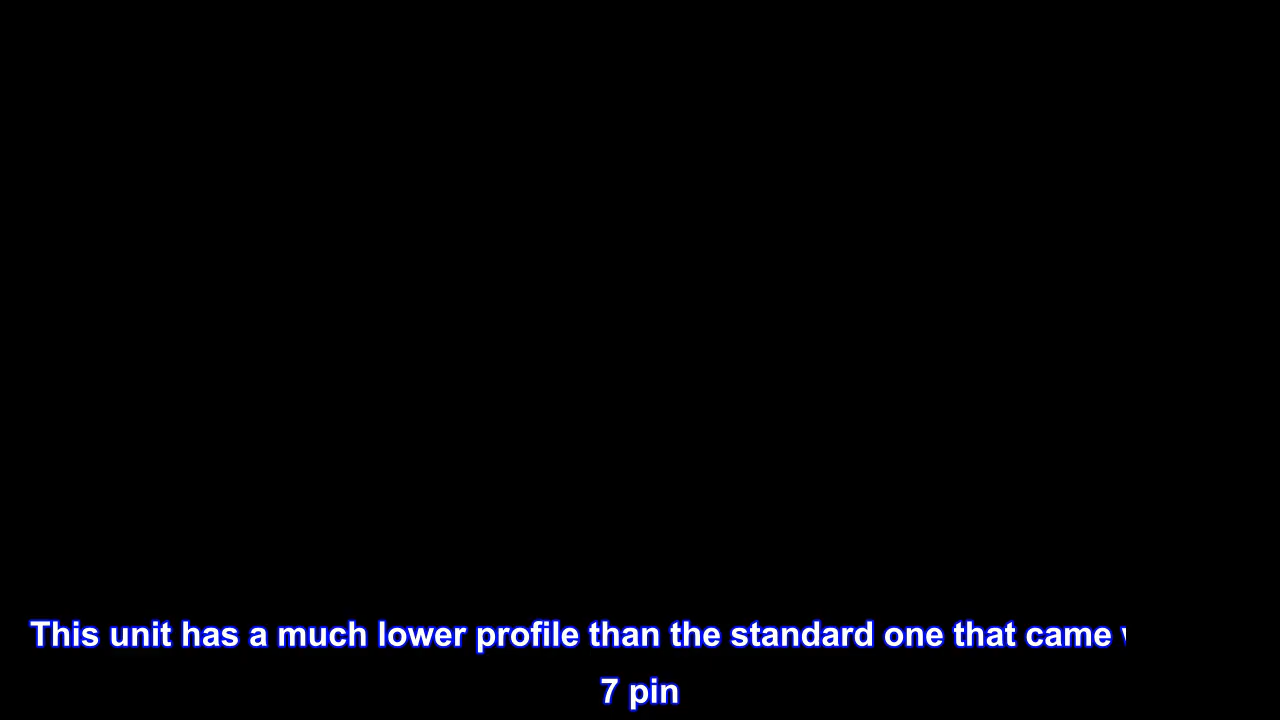 This unit has a much lower profile than the standard one that came
7 pin